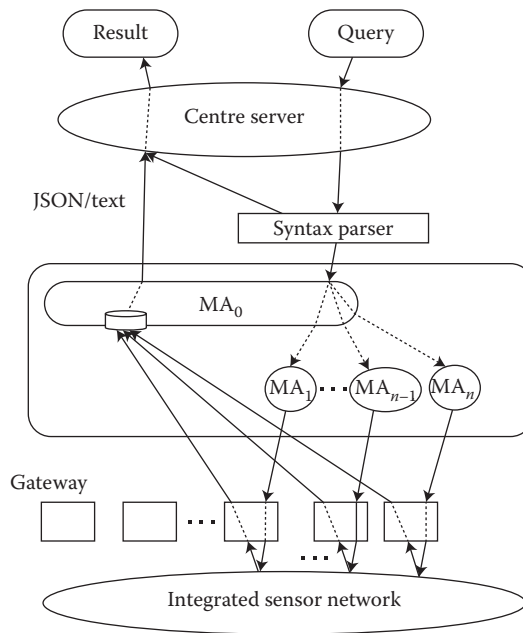 Result
Query
Centre server
JSON/text
Syntax parser
MA₀
MA₁
MAₙ₋₁
MAₙ
Gateway
Integrated sensor network